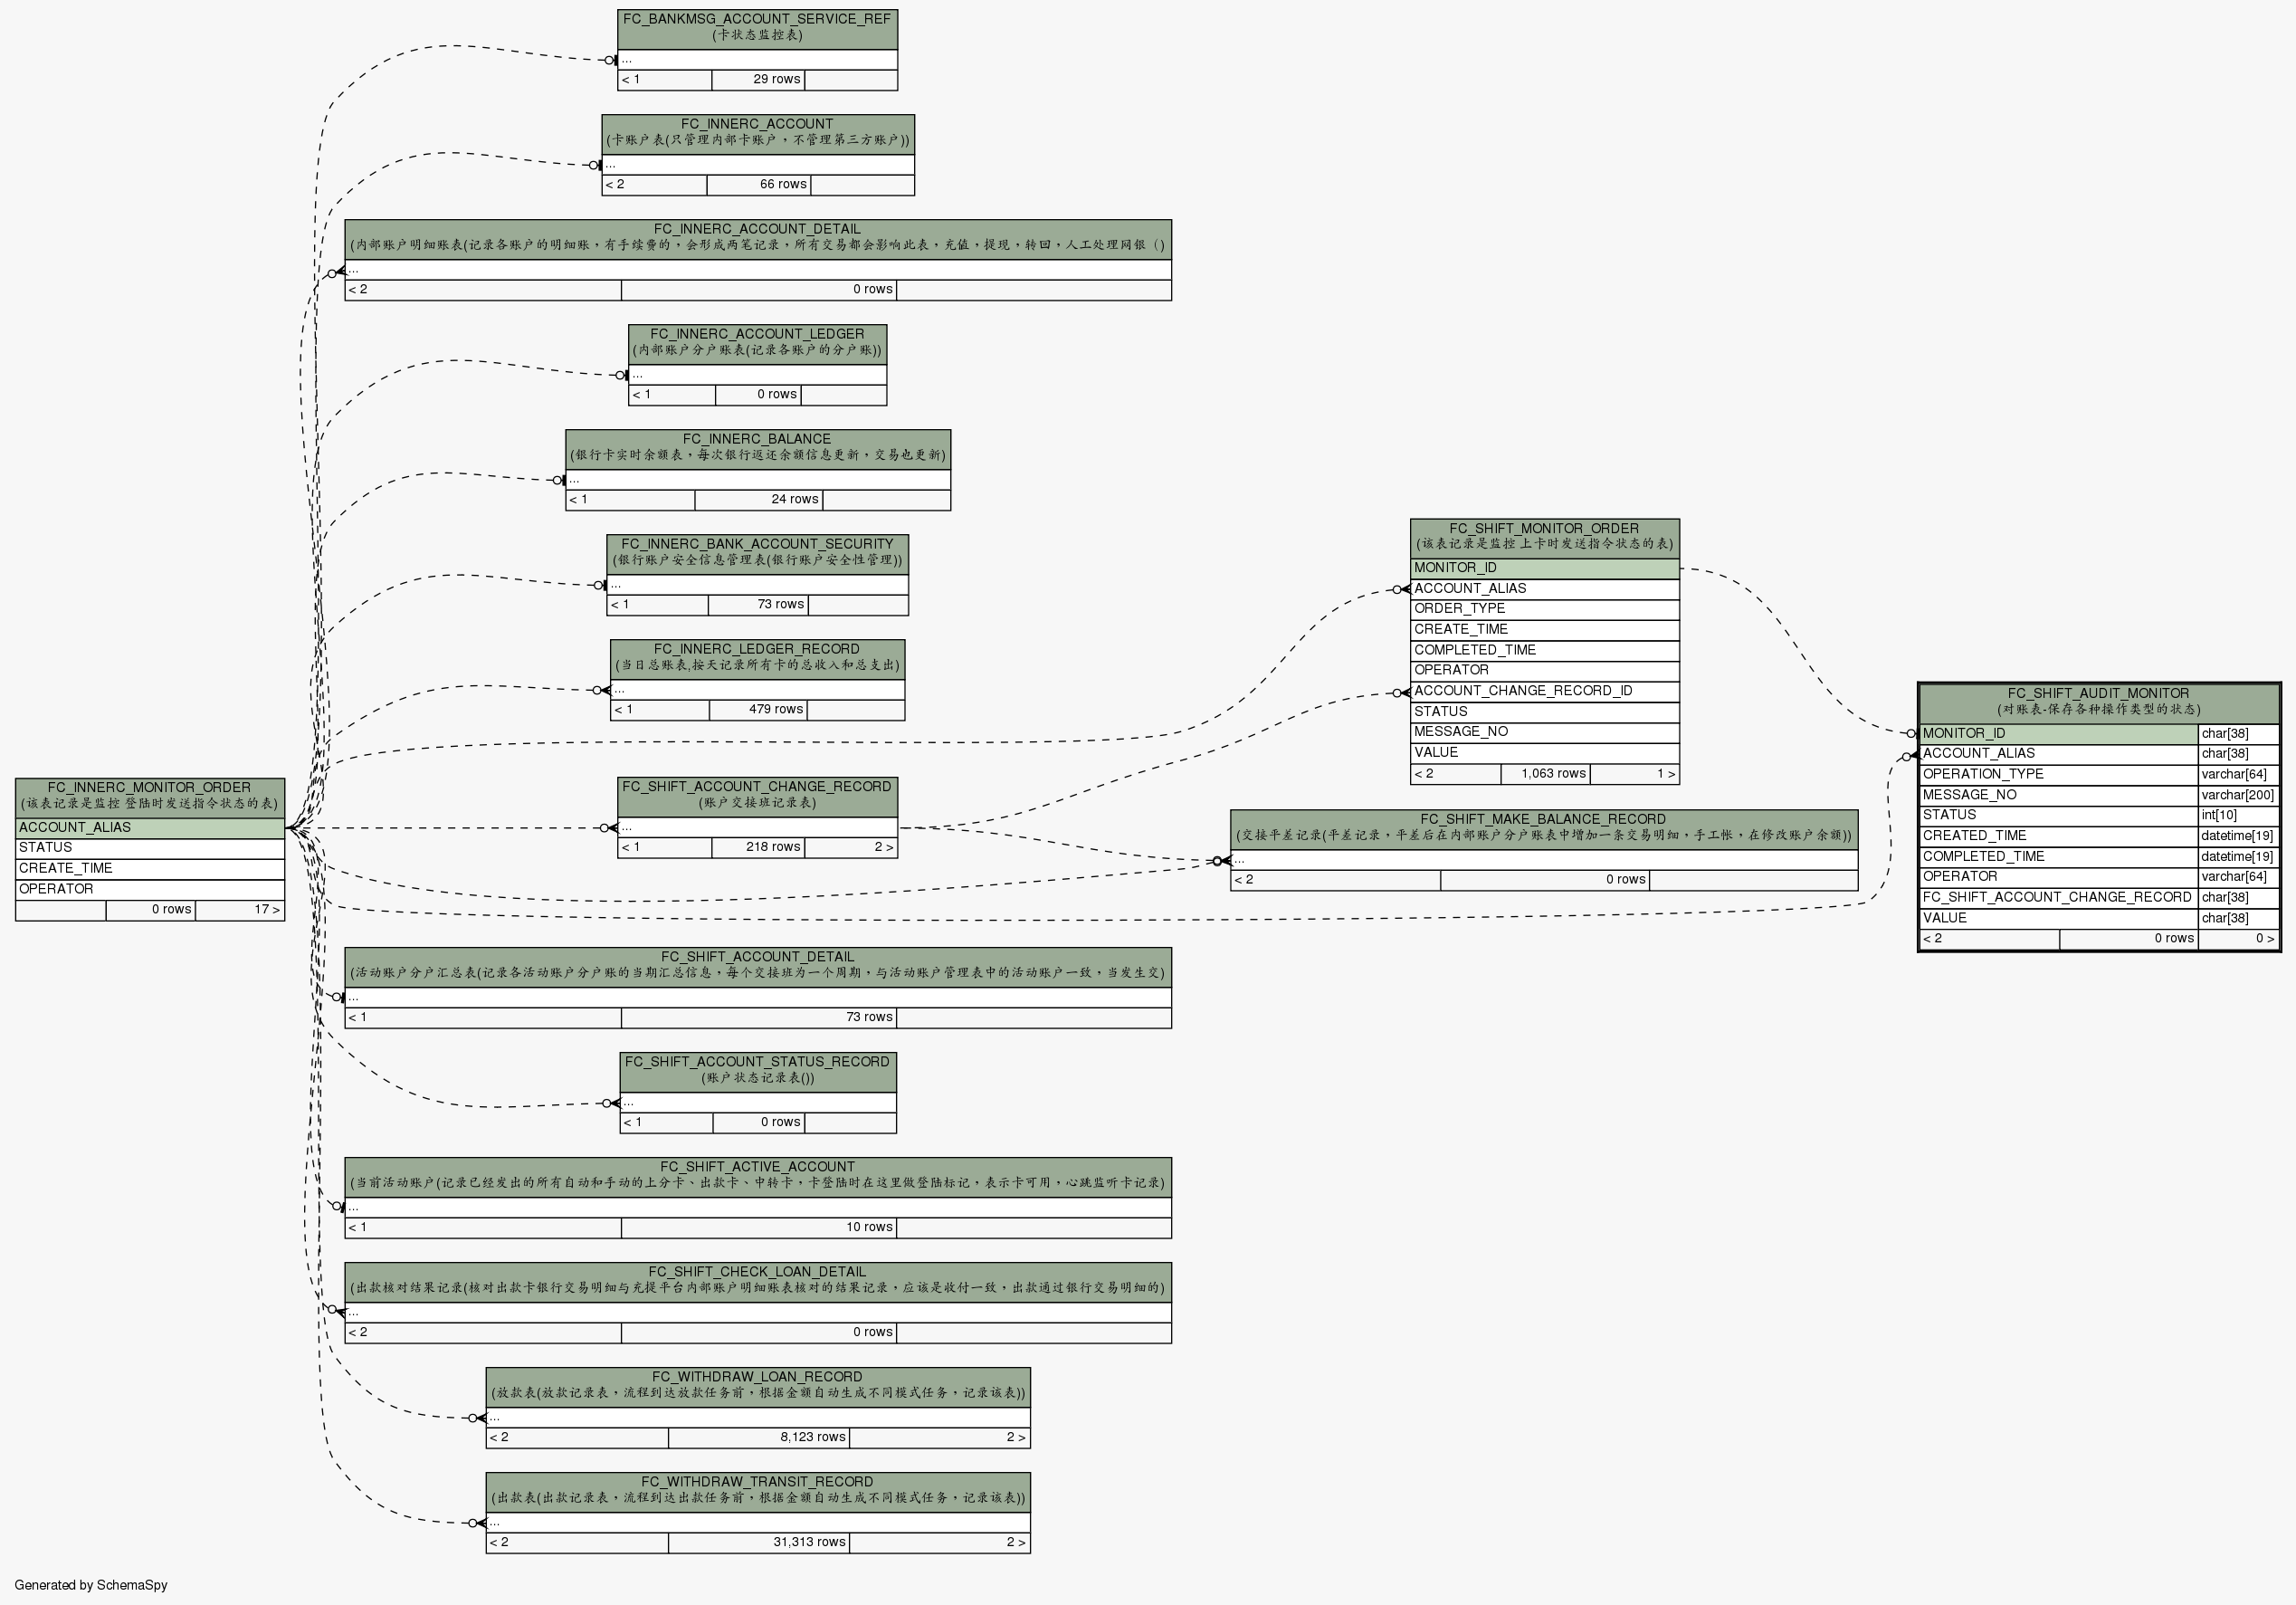 FC_BANKMSG_ACCOUNT_SERVICE_REF
(卡状态监控表)
...
< 1 29 rows
FC_INNERC_ACCOUNT
(卡账户表(只管理内部卡账户，不管理第三方账户))
...
< 2 66 rows
FC_INNERC_ACCOUNT_DETAIL
(内部账户明细账表(记录各账户的明细账，有手续费的，会形成两笔记录，所有交易都会影响此表，充值，提现，转回，人工处理网银（)
...
< 2 0 rows
FC_INNERC_ACCOUNT_LEDGER
(内部账户分户账表(记录各账户的分户账))
...
< 1 0 rows
FC_INNERC_BALANCE
(银行卡实时余额表，每次银行返还余额信息更新，交易也更新)
...
< 1 24 rows
FC_INNERC_BANK_ACCOUNT_SECURITY
(银行账户安全信息管理表(银行账户安全性管理))
...
< 1 73 rows
FC_INNERC_LEDGER_RECORD
(当日总账表,按天记录所有卡的总收入和总支出)
...
< 1 479 rows
FC_INNERC_MONITOR_ORDER
(该表记录是监控 登陆时发送指令状态的表)
ACCOUNT_ALIAS
STATUS
CREATE_TIME
OPERATOR
0 rows 17 >
FC_SHIFT_ACCOUNT_CHANGE_RECORD
(账户交接班记录表)
...
< 1 218 rows 2 >
FC_SHIFT_MONITOR_ORDER
(该表记录是监控 上卡时发送指令状态的表)
MONITOR_ID
ACCOUNT_ALIAS
ORDER_TYPE
CREATE_TIME
COMPLETED_TIME
OPERATOR
ACCOUNT_CHANGE_RECORD_ID
STATUS
MESSAGE_NO
VALUE
< 2 1,063 rows 1 >
FC_SHIFT_MAKE_BALANCE_RECORD
(交接平差记录(平差记录，平差后在内部账户分户账表中增加一条交易明细，手工帐，在修改账户余额))
...
< 2 0 rows
FC_SHIFT_AUDIT_MONITOR
(对账表-保存各种操作类型的状态)
MONITOR_ID char[38]
ACCOUNT_ALIAS char[38]
OPERATION_TYPE varchar[64]
MESSAGE_NO varchar[200]
STATUS int[10]
CREATED_TIME datetime[19]
COMPLETED_TIME datetime[19]
OPERATOR varchar[64]
FC_SHIFT_ACCOUNT_CHANGE_RECORD char[38]
VALUE char[38]
< 2 0 rows 0 >
FC_SHIFT_ACCOUNT_DETAIL
(活动账户分户汇总表(记录各活动账户分户账的当期汇总信息，每个交接班为一个周期，与活动账户管理表中的活动账户一致，当发生交)
...
< 1 73 rows
FC_SHIFT_ACCOUNT_STATUS_RECORD
(账户状态记录表())
...
< 1 0 rows
FC_SHIFT_ACTIVE_ACCOUNT
(当前活动账户(记录已经发出的所有自动和手动的上分卡、出款卡、中转卡，卡登陆时在这里做登陆标记，表示卡可用，心跳监听卡记录)
...
< 1 10 rows
FC_SHIFT_CHECK_LOAN_DETAIL
(出款核对结果记录(核对出款卡银行交易明细与充提平台内部账户明细账表核对的结果记录，应该是收付一致，出款通过银行交易明细的)
...
< 2 0 rows
FC_WITHDRAW_LOAN_RECORD
(放款表(放款记录表，流程到达放款任务前，根据金额自动生成不同模式任务，记录该表))
...
< 2 8,123 rows 2 >
FC_WITHDRAW_TRANSIT_RECORD
(出款表(出款记录表，流程到达出款任务前，根据金额自动生成不同模式任务，记录该表))
...
< 2 31,313 rows 2 >
Generated by SchemaSpy